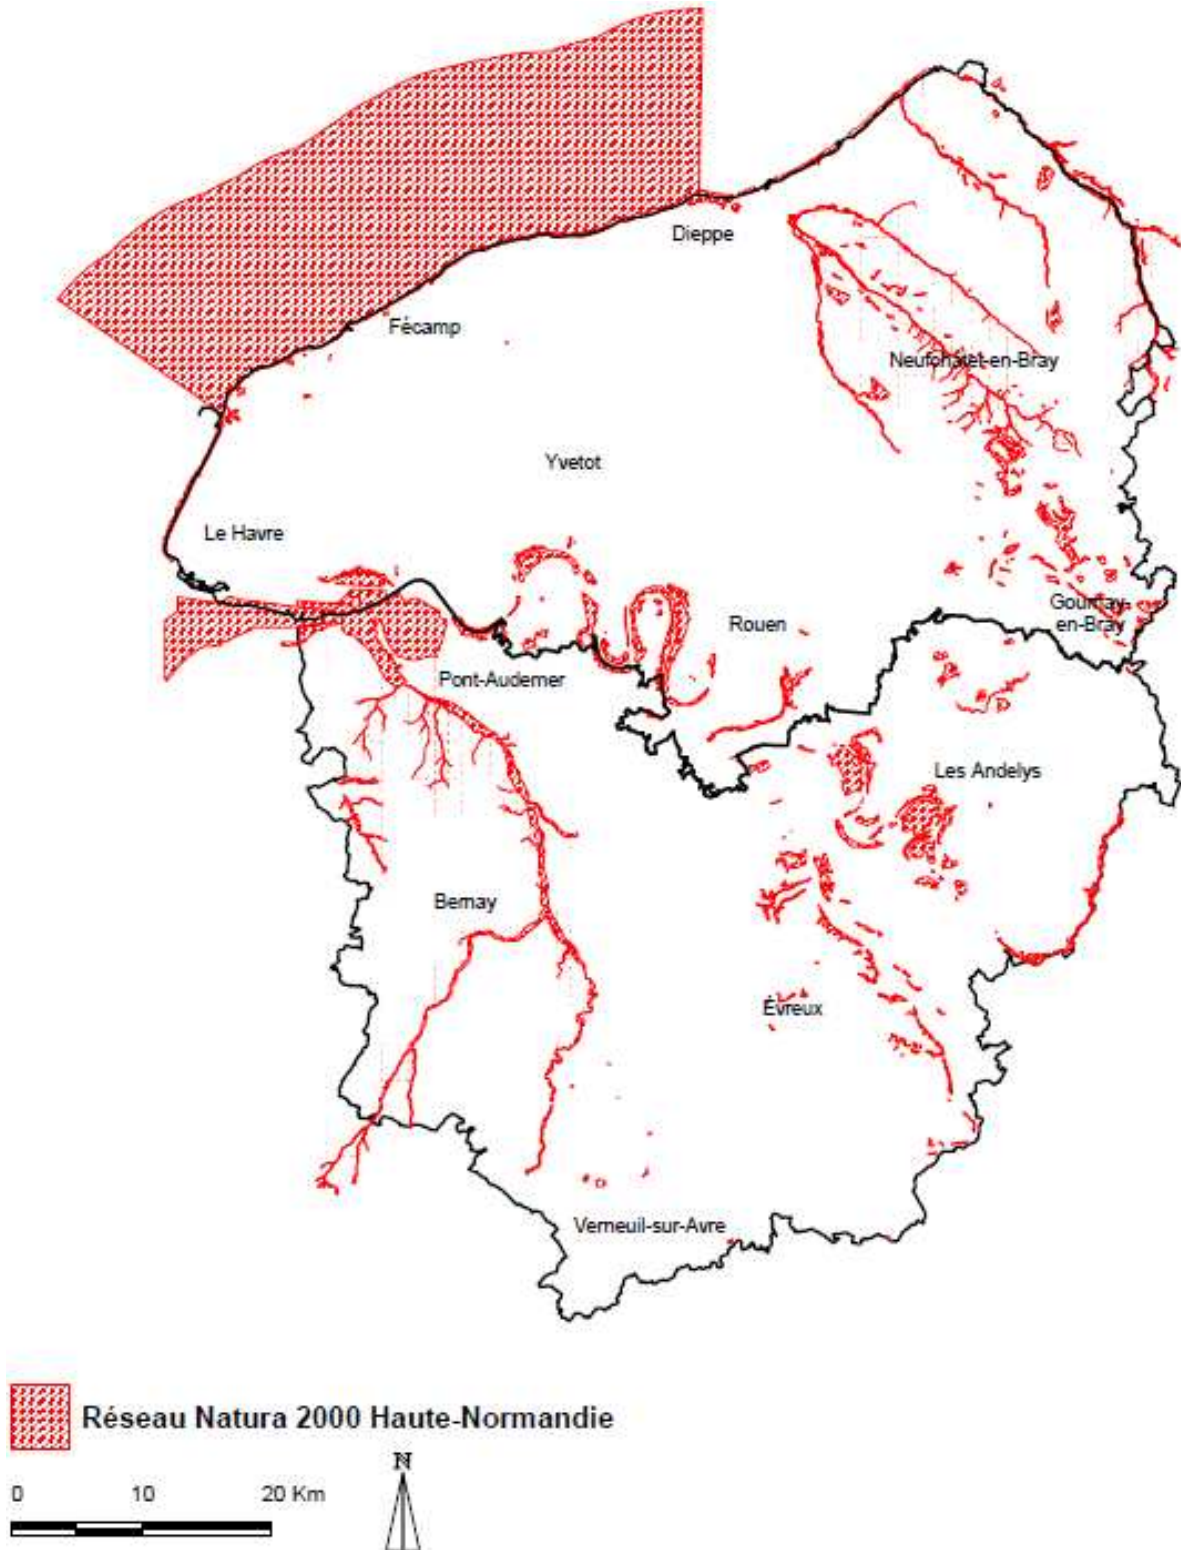 Dieppe
Fécamp
Neufchatel-en-Bray
Yvetot
Le Havre
Gournay-
en-Bray
Rouen
Pont-Audemer
Les Andelys
Bernay
Évreux
Verneuil-sur-Avre
Réseau Natura 2000 Haute-Normandie
N
0 10 20 Km